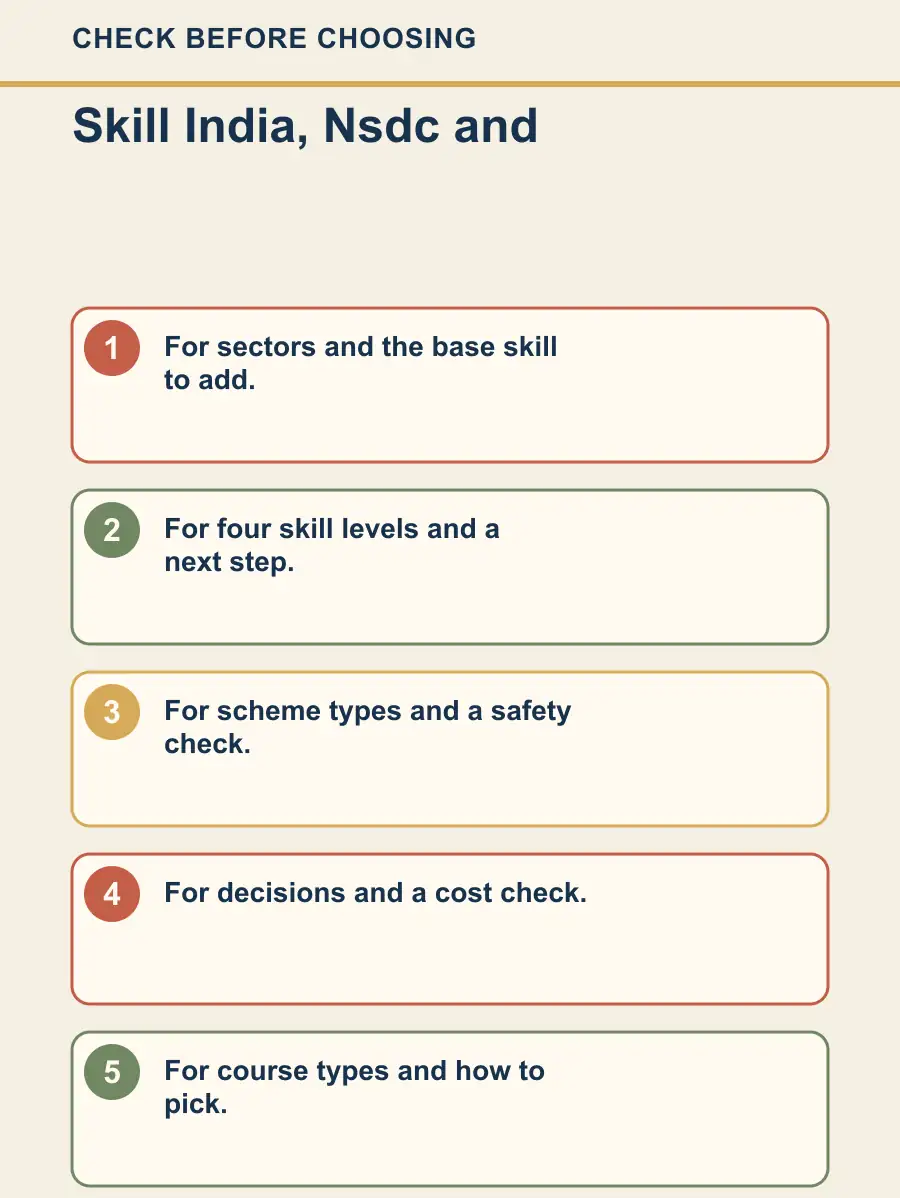 CHECK BEFORE CHOOSING
Skill India, Nsdc and
1
For sectors and the base skill
to add.
2
For four skill levels and a
next step.
3
For scheme types and a safety
check.
4
For decisions and a cost check.
5
For course types and how to
pick.